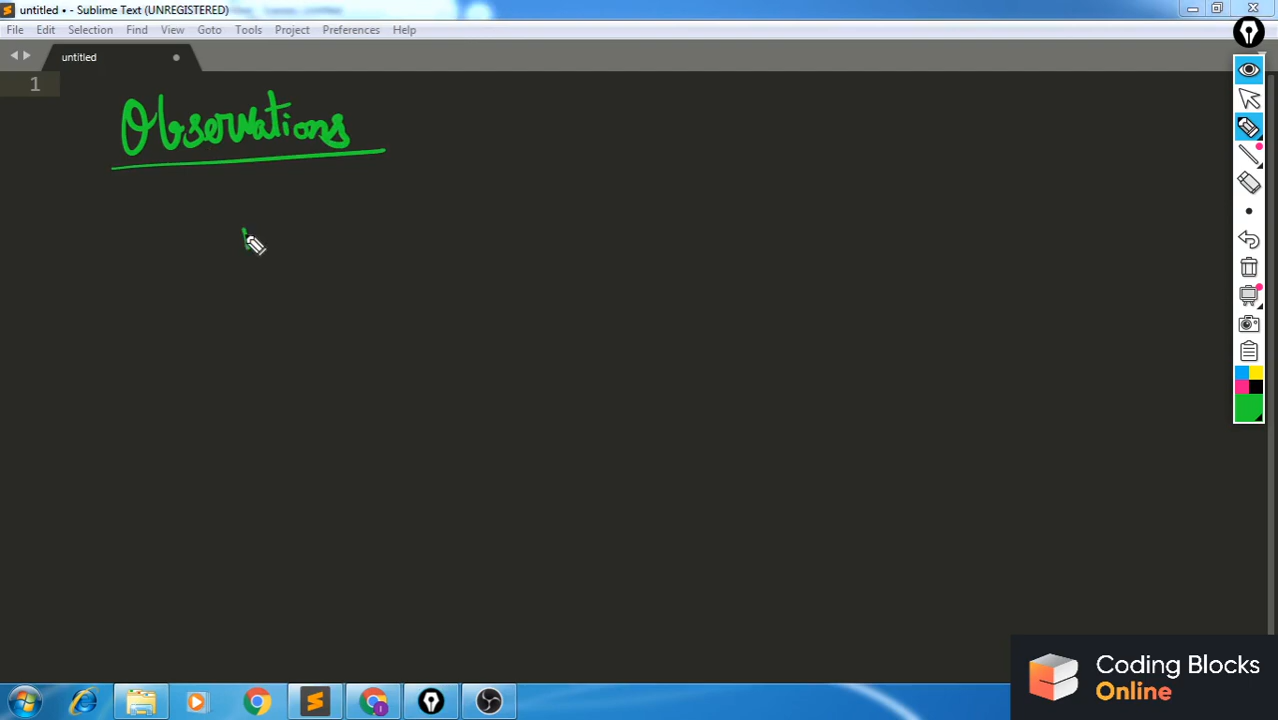 untitled • - Sublime Text (UNREGISTERED)
File Edit Selection Find View Goto Tools Project Preferences Help
untitled
1
Observations
Coding Blocks
Online